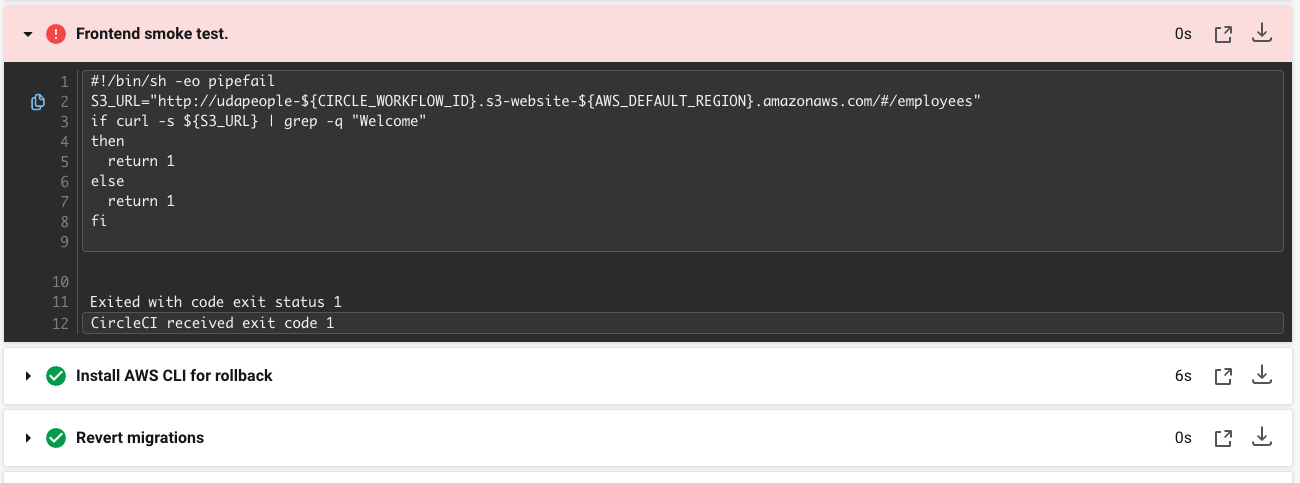 Frontend smoke test.
0s
1 #!/bin/sh -eo pipefail
2 S3_URL="http://udapeople-${CIRCLE_WORKFLOW_ID}.s3-website-${AWS_DEFAULT_REGION}.amazonaws.com/#/employees"
3 if curl -s ${S3_URL} | grep -q "Welcome"
4 then
5   return 1
6 else
7   return 1
8 fi
9
10
11 Exited with code exit status 1
12 CircleCI received exit code 1
Install AWS CLI for rollback
6s
Revert migrations
0s